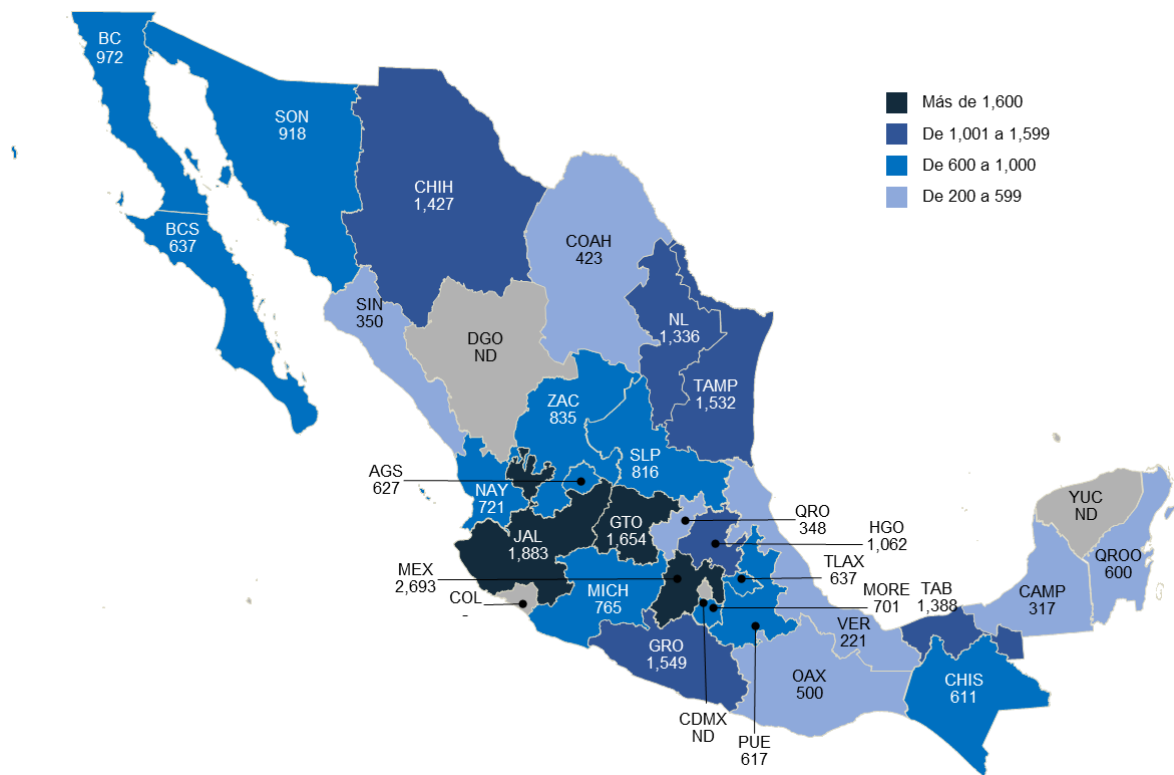 BC
972
SON
918
Más de 1,600
De 1,001 a 1,599
De 600 a 1,000
De 200 a 599
CHIH
1,427
BCS
637
COAH
423
SIN
350
DGO
ND
NL
1,336
TAMP
1,532
ZAC
835
SLP
816
AGS
627
NAY
721
JAL
1,883
GTO
1,654
QRO
348
HGO
1,062
YUC
ND
QROO
600
MEX
2,693
TLAX
637
COL
MICH
765
MORE
701
TAB
1,388
CAMP
317
VER
221
GRO
1,549
OAX
500
CHIS
611
CDMX
ND
PUE
617